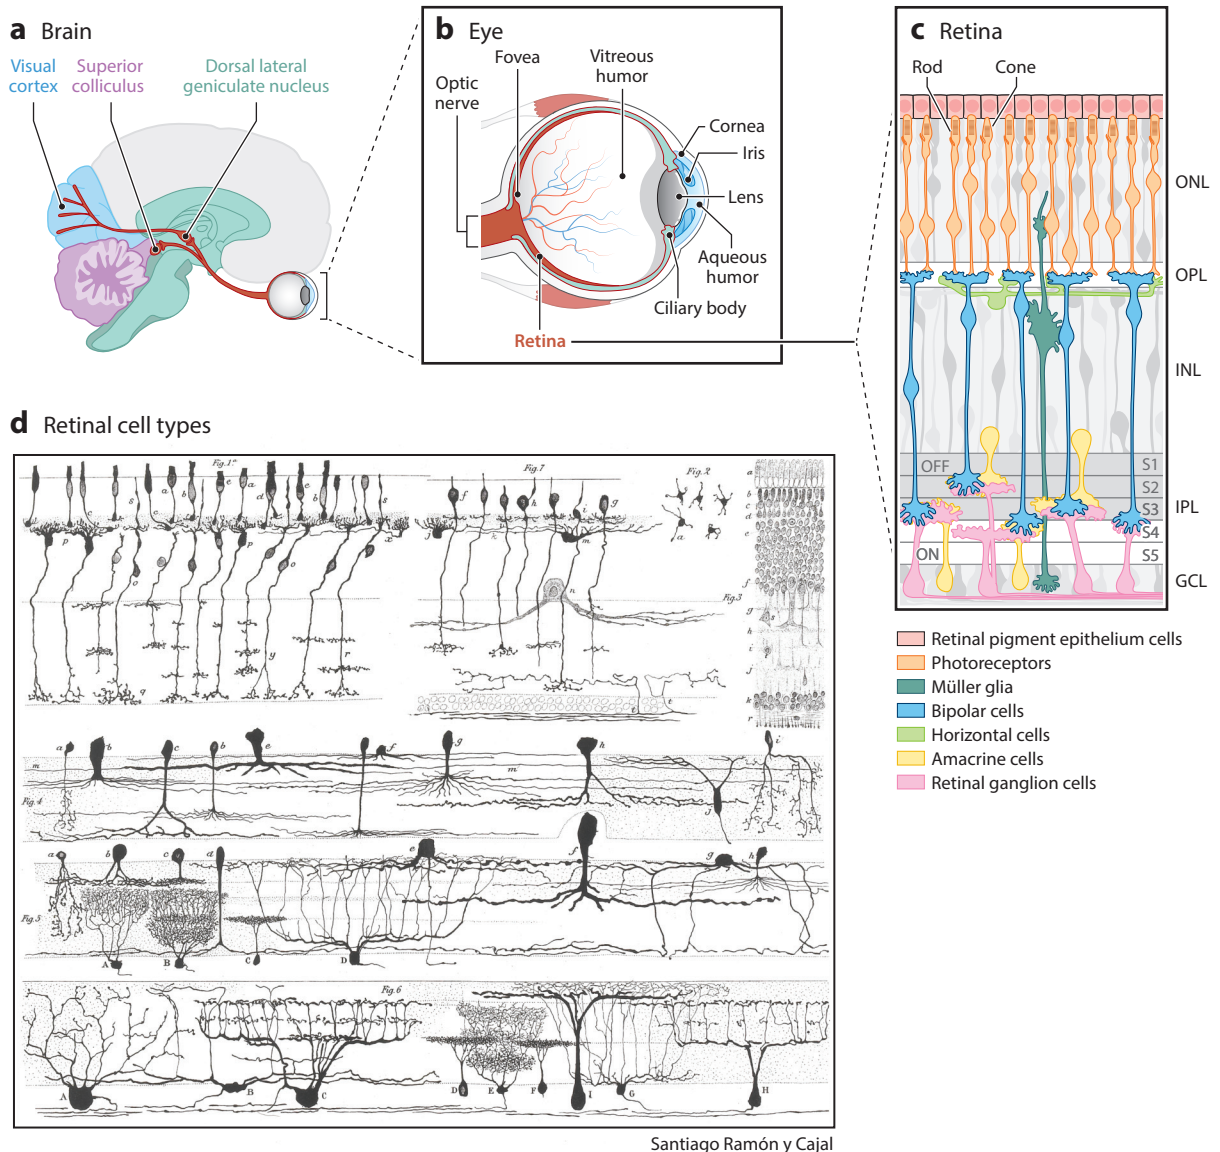 a Brain
Visual cortex
Superior colliculus
Dorsal lateral geniculate nucleus
b Eye
Fovea
Vitreous humor
Optic nerve
Cornea
Iris
Lens
Aqueous humor
Ciliary body
Retina
c Retina
Rod
Cone
ONL
OPL
INL
OFF
S1
S2
S3
IPL
S4
ON
S5
GCL
Retinal pigment epithelium cells
Photoreceptors
Müller glia
Bipolar cells
Horizontal cells
Amacrine cells
Retinal ganglion cells
d Retinal cell types
Fig.1ª
Fig.7
Fig.2
Fig.3
Fig.4
Fig.5
A
B
C
D
Fig.6
A
B
C
D
E
F
I
G
H
Santiago Ramón y Cajal